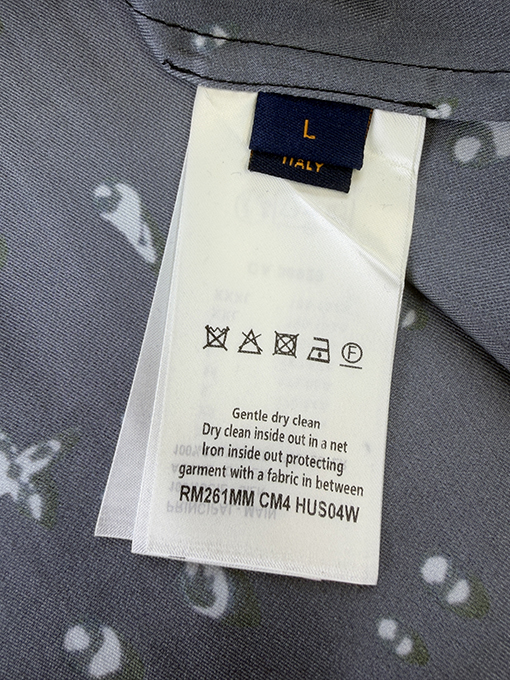 L
ITALY
Gentle dry clean
Dry clean inside out in a net
Iron inside out protecting
garment with a fabric in between
RM261MM CM4 HUS04W